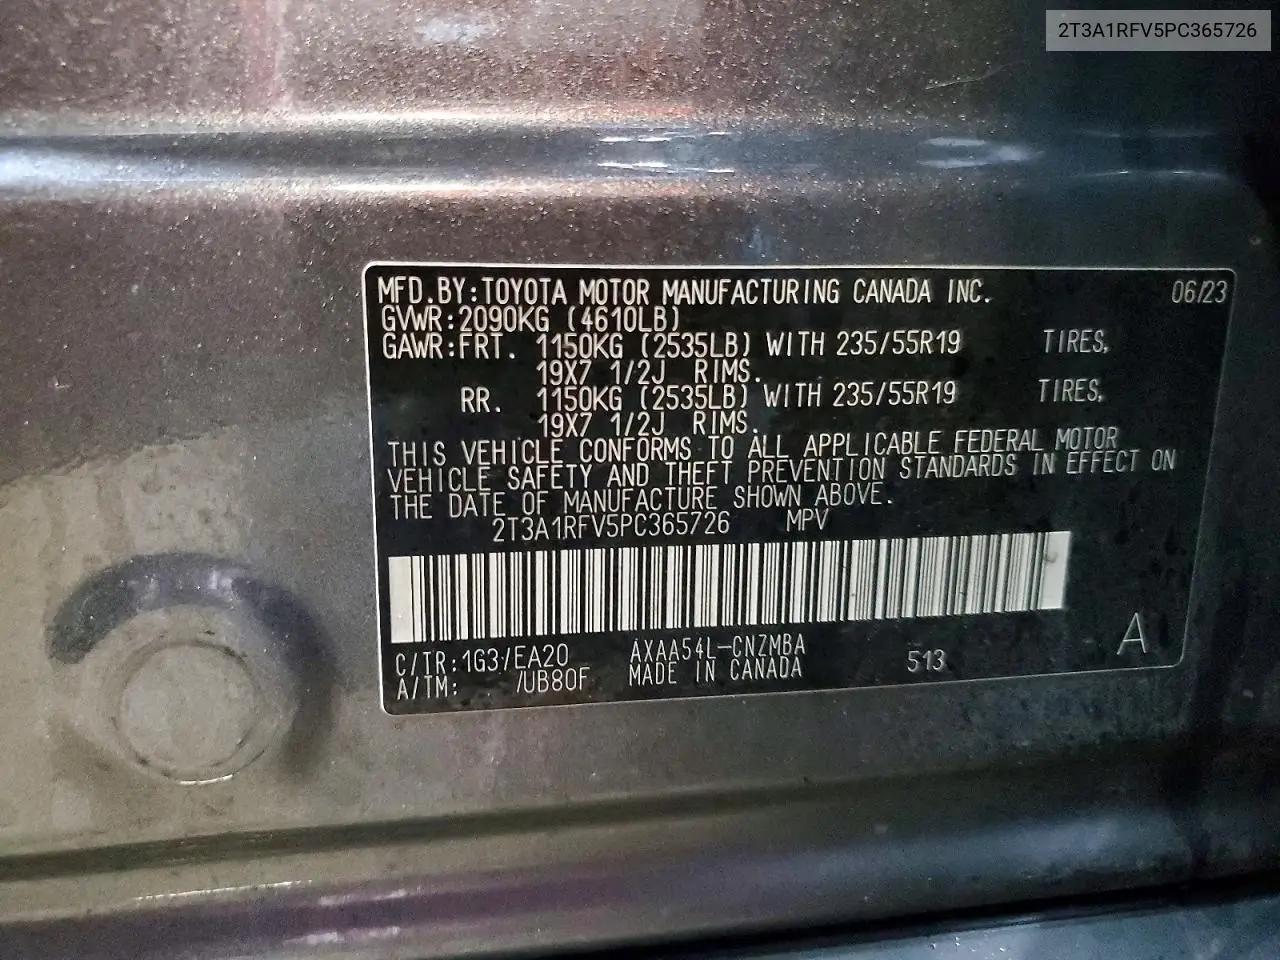 2T3A1RFV5PC365726
MFD.BY:TOYOTA MOTOR MANUFACTURING CANADA INC. 06/23
GVWR:2090KG (4610LB)
GAWR:FRT. 1150KG (2535LB) WITH 235/55R19 TIRES,
19X7 1/2J RIMS.
RR. 1150KG (2535LB) WITH 235/55R19 TIRES,
19X7 1/2J RIMS.
THIS VEHICLE CONFORMS TO ALL APPLICABLE FEDERAL MOTOR
VEHICLE SAFETY AND THEFT PREVENTION STANDARDS IN EFFECT ON
THE DATE OF MANUFACTURE SHOWN ABOVE.
2T3A1RFV5PC365726 MPV
C/TR:1G3/EA20 AXAA54L-CNZMBA 513 A
A/TM: /UB80F MADE IN CANADA